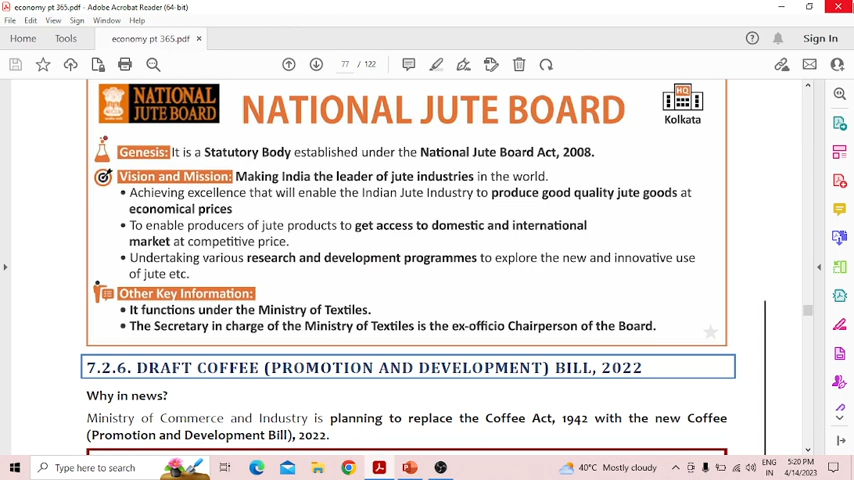 economy pt 365.pdf - Adobe Acrobat Reader (64-bit)
File Edit View Sign Window Help
Home Tools economy pt 365.pdf × Sign In
77 / 122
NATIONAL
JUTE BOARD
NATIONAL JUTE BOARD
HQ
Kolkata
Genesis: It is a Statutory Body established under the National Jute Board Act, 2008.
Vision and Mission: Making India the leader of jute industries in the world.
• Achieving excellence that will enable the Indian Jute Industry to produce good quality jute goods at
economical prices
• To enable producers of jute products to get access to domestic and international
market at competitive price.
• Undertaking various research and development programmes to explore the new and innovative use
of jute etc.
Other Key Information:
• It functions under the Ministry of Textiles.
• The Secretary in charge of the Ministry of Textiles is the ex-officio Chairperson of the Board.
7.2.6. DRAFT COFFEE (PROMOTION AND DEVELOPMENT) BILL, 2022
Why in news?
Ministry of Commerce and Industry is planning to replace the Coffee Act, 1942 with the new Coffee
(Promotion and Development Bill), 2022.
Type here to search
40°C Mostly cloudy
ENG
IN
5:20 PM
4/14/2023